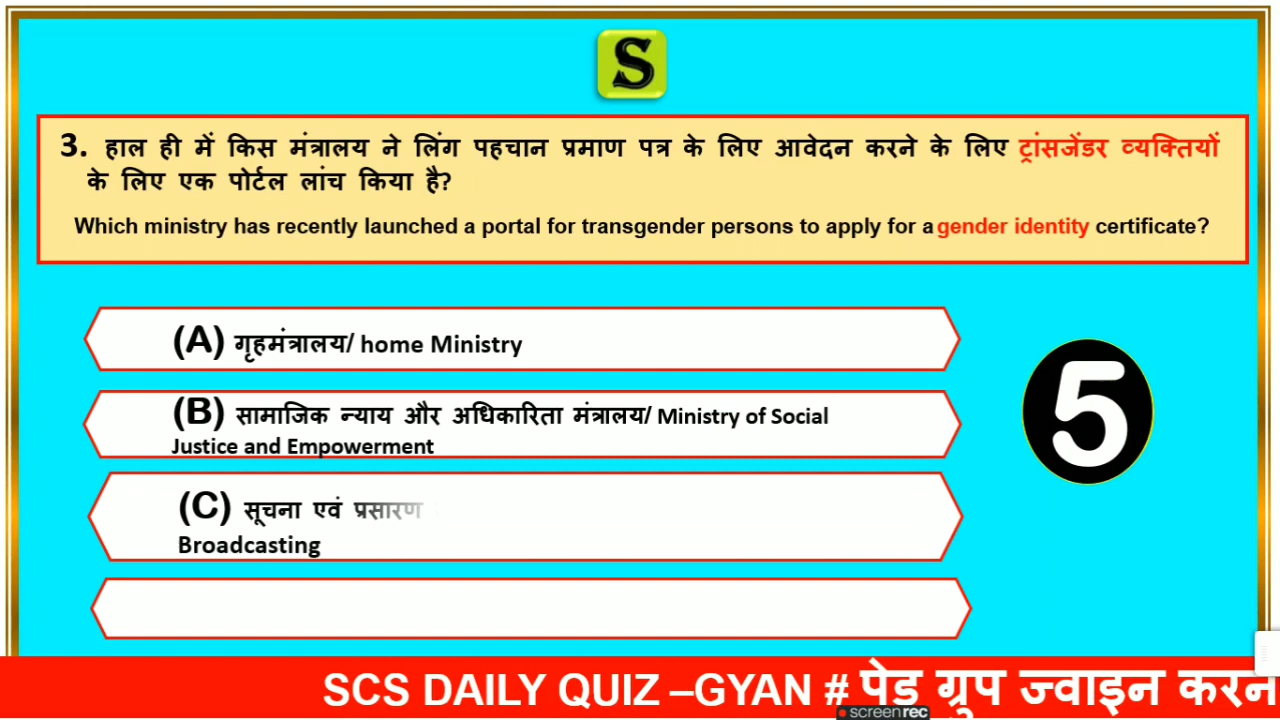 S
3. हाल ही में किस मंत्रालय ने लिंग पहचान प्रमाण पत्र के लिए आवेदन करने के लिए ट्रांसजेंडर व्यक्तियों
के लिए एक पोर्टल लांच किया है?
Which ministry has recently launched a portal for transgender persons to apply for a gender identity certificate?
(A) गृहमंत्रालय/ home Ministry
(B) सामाजिक न्याय और अधिकारिता मंत्रालय/ Ministry of Social
Justice and Empowerment
5
(C) सूचना एवं प्रसारण
Broadcasting
SCS DAILY QUIZ –GYAN # पेड ग्रुप ज्वाइन करन
screenrec